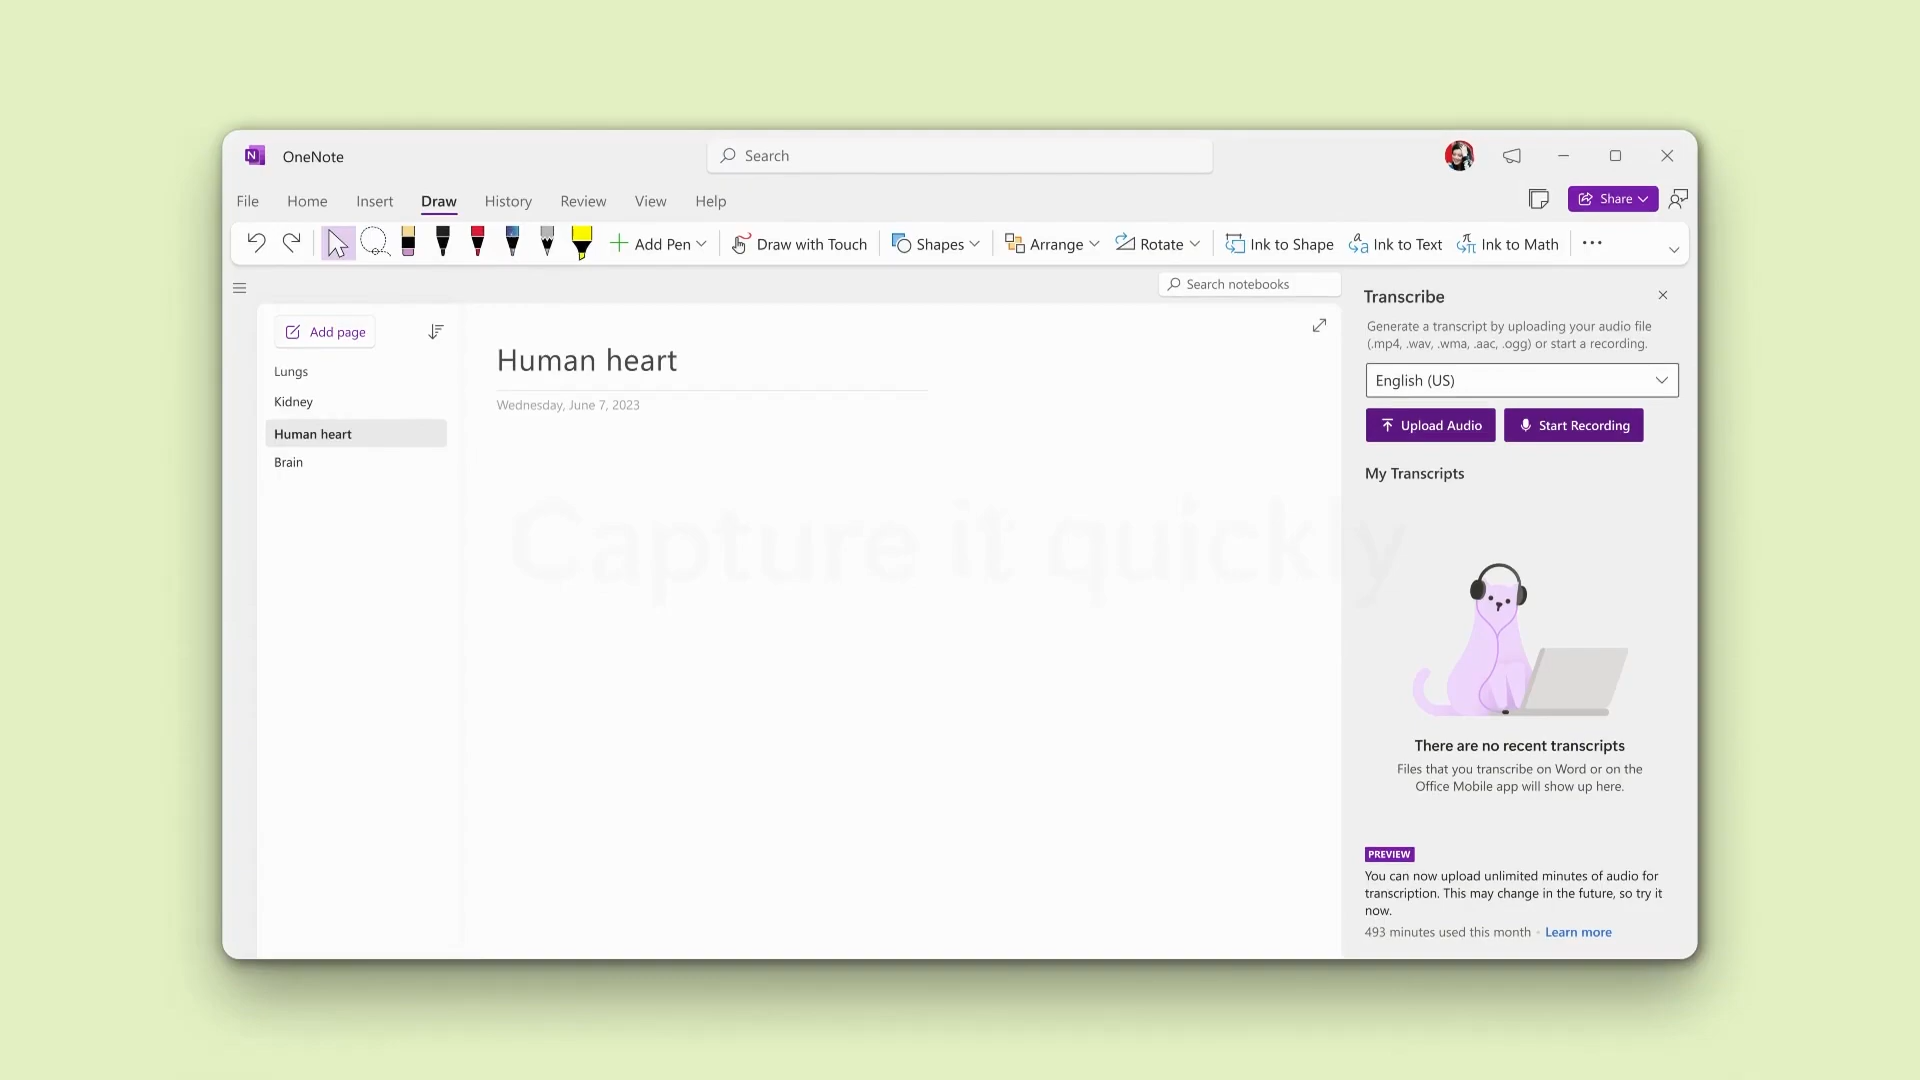 OneNote
Search
File Home Insert Draw History Review View Help
Share
Add Pen Draw with Touch Shapes Arrange Rotate Ink to Shape Ink to Text Ink to Math
Search notebooks
Add page
Lungs
Kidney
Human heart
Brain
Human heart
Wednesday, June 7, 2023
Capture it quickly
Transcribe
Generate a transcript by uploading your audio file
(.mp4, .wav, .wma, .aac, .ogg) or start a recording.
English (US)
Upload Audio Start Recording
My Transcripts
There are no recent transcripts
Files that you transcribe on Word or on the
Office Mobile app will show up here.
PREVIEW
You can now upload unlimited minutes of audio for
transcription. This may change in the future, so try it
now.
493 minutes used this month • Learn more